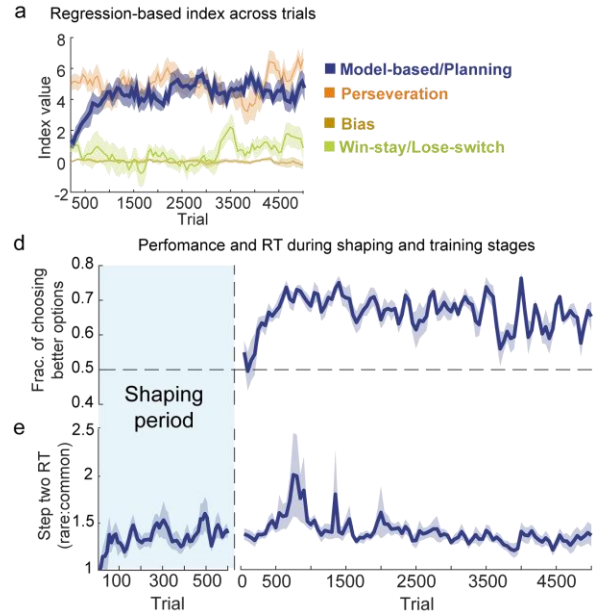 a Regression-based index across trials
Index value
8
6
4
2
0
-2
500 1500 2500 3500 4500
Trial
Model-based/Planning
Perseveration
Bias
Win-stay/Lose-switch
d Perfomance and RT during shaping and training stages
Frac. of choosing
better options
0.8
0.7
0.6
0.5
0.4
Shaping
period
e
Step two RT
(rare:common)
2.5
2
1.5
1
100 300 500
Trial
0 500 1500 2500 3500 4500
Trial